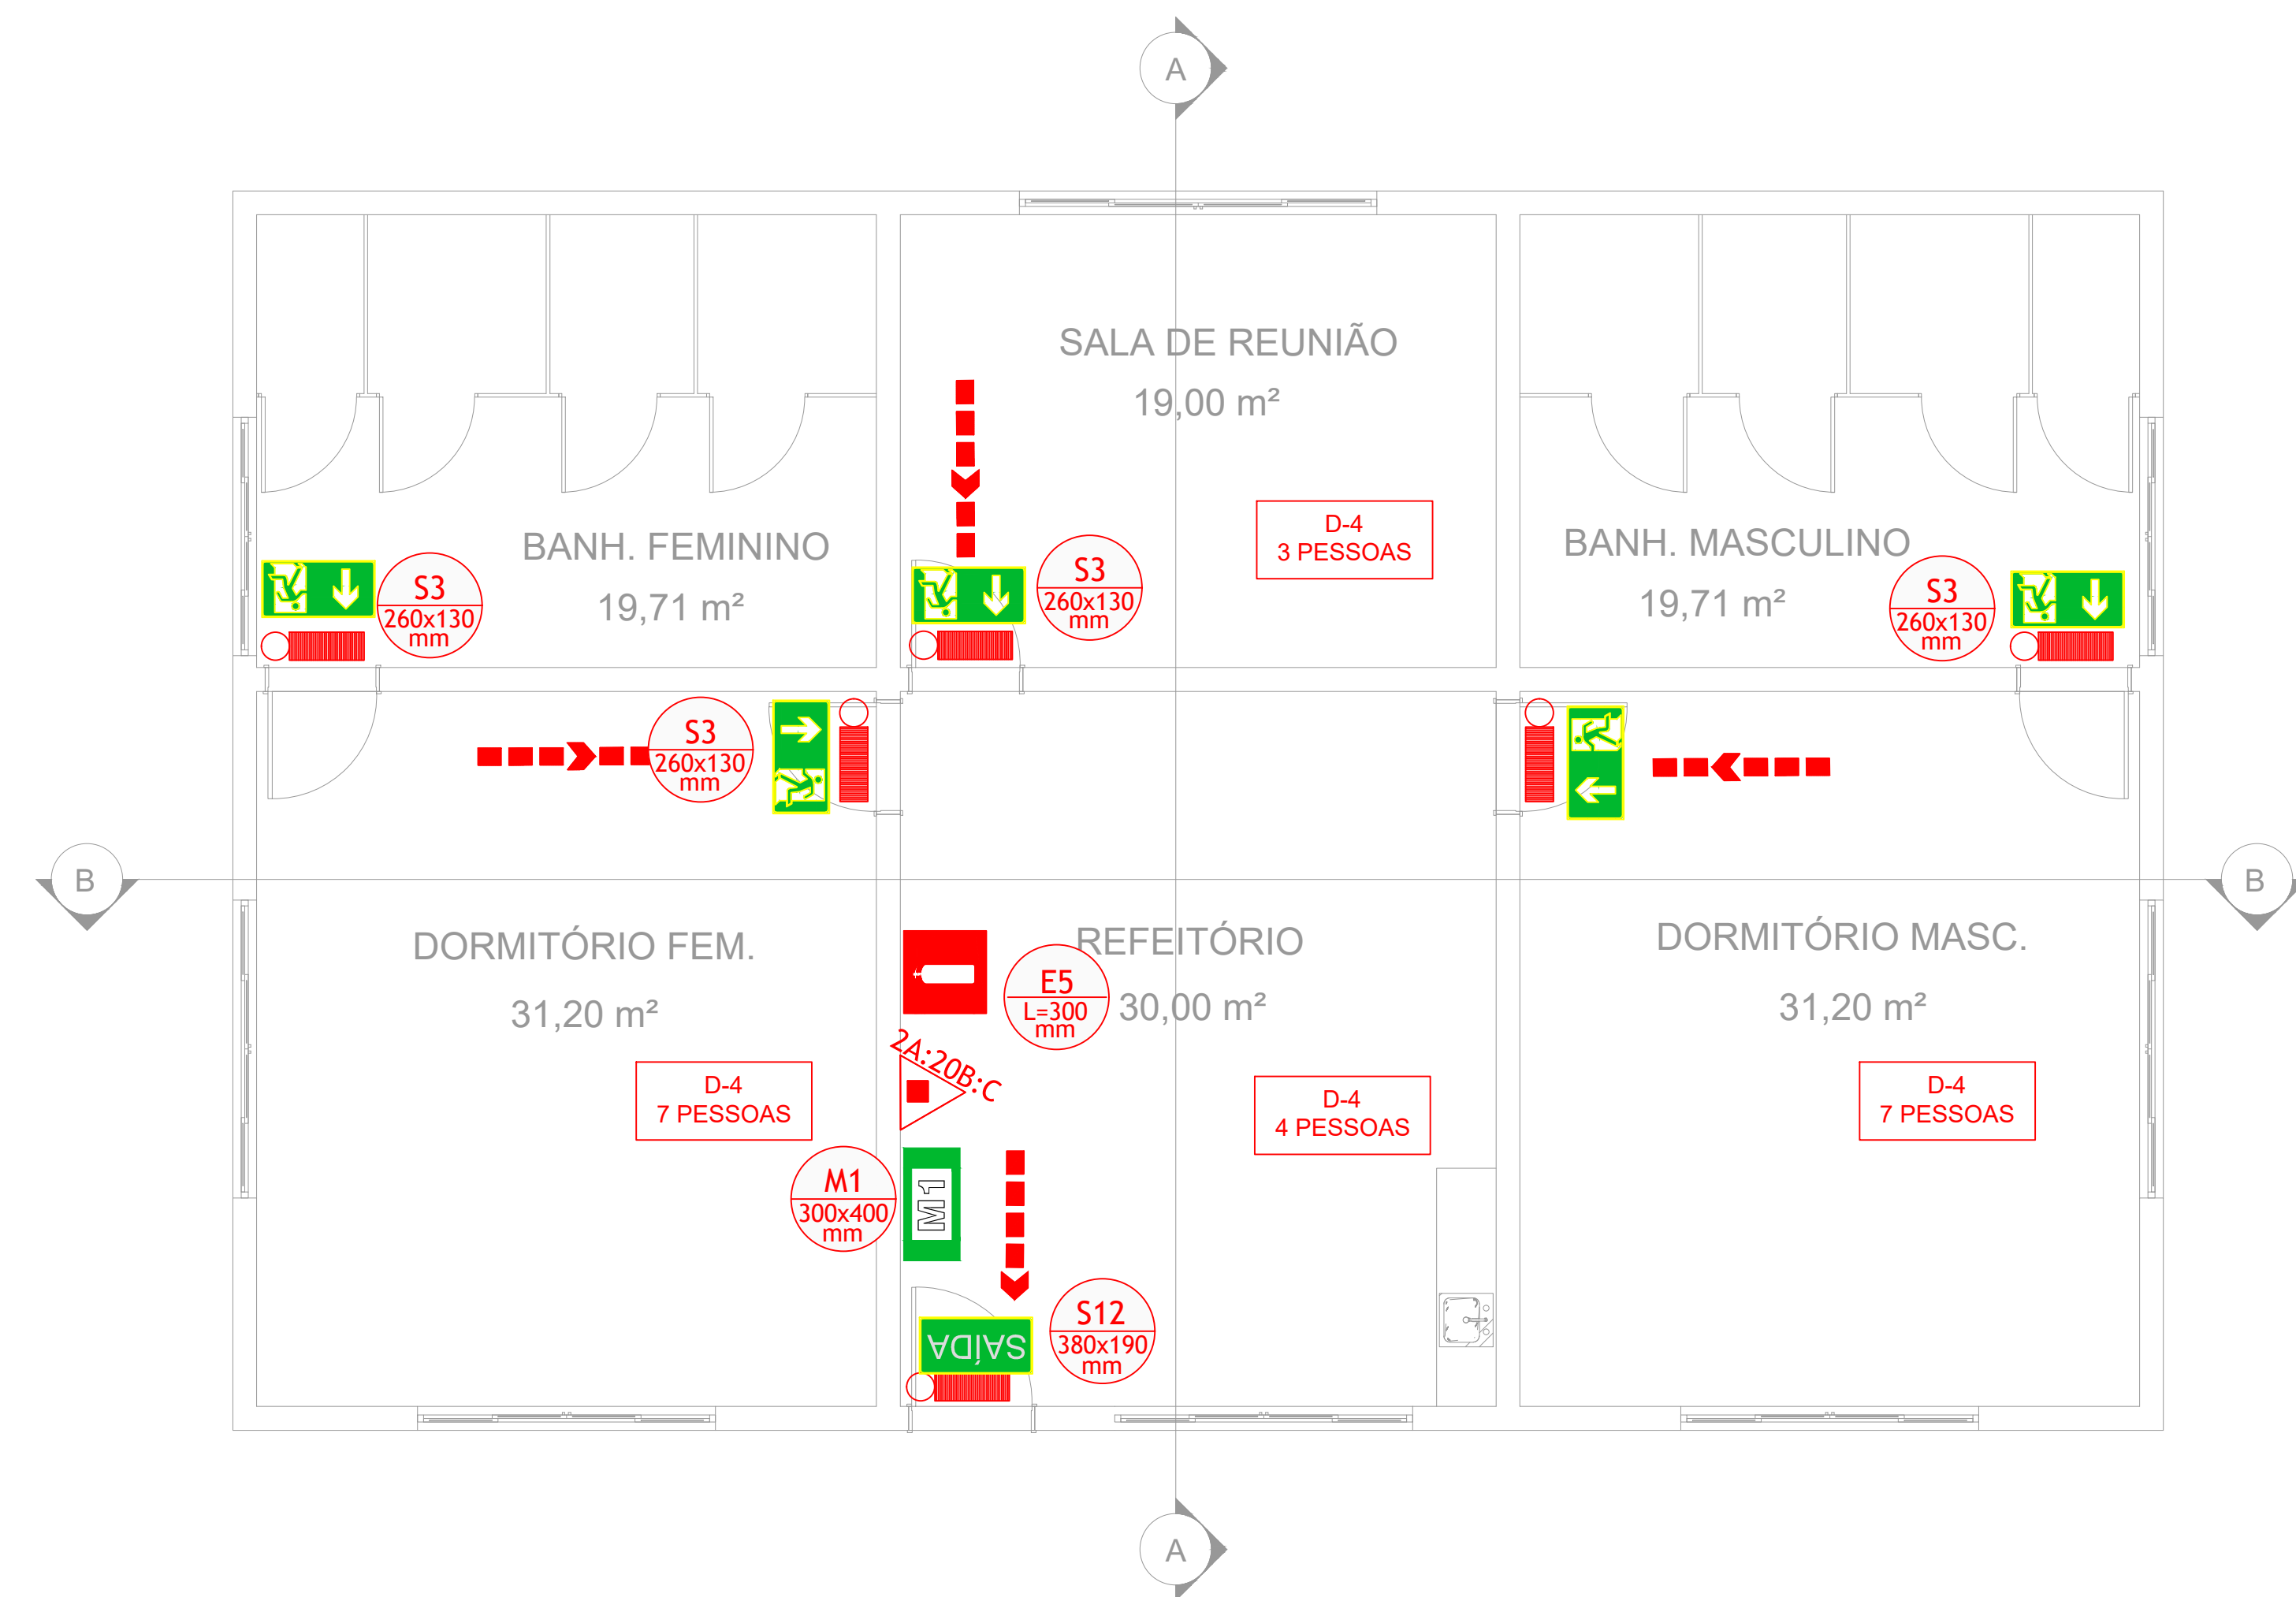 A
SALA DE REUNIÃO
19,00 m²
D-4
3 PESSOAS
BANH. FEMININO
19,71 m²
BANH. MASCULINO
19,71 m²
S3
260x130
mm
S3
260x130
mm
S3
260x130
mm
S3
260x130
mm
B
B
DORMITÓRIO FEM.
31,20 m²
REFEITÓRIO
30,00 m²
DORMITÓRIO MASC.
31,20 m²
E5
L=300
mm
2A:20B:C
D-4
7 PESSOAS
D-4
4 PESSOAS
D-4
7 PESSOAS
M1
300x400
mm
M1
S12
380x190
mm
SAÍDA
A